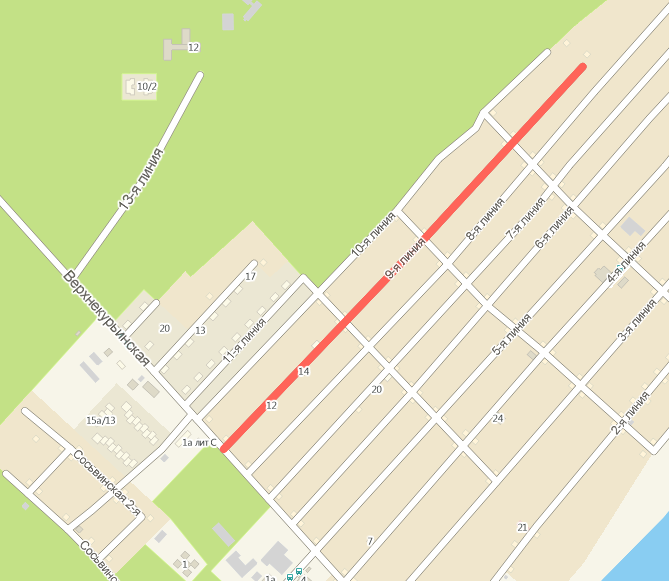 12
10/2
13-я линия
10-я линия
8-я линия
7-я линия
6-я линия
9-я линия
4-я линия
17
Верхнекурьинская
20
13
11-я линия
5-я линия
3-я линия
14
20
12
2-я линия
15а/13
24
1а лит С
Сосьвинская 2-я
21
7
Сосьвинс
1
1а
4